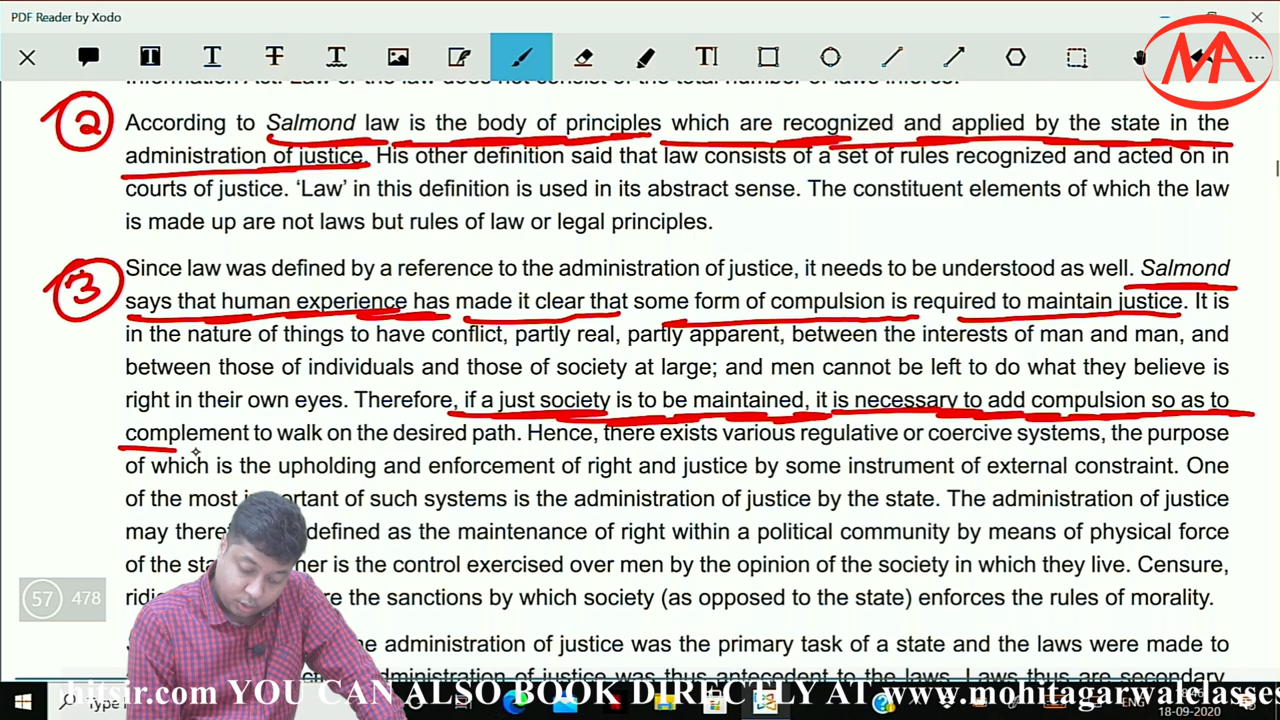 PDF Reader by Xodo
MA
According to Salmond law is the body of principles which are recognized and applied by the state in the
administration of justice. His other definition said that law consists of a set of rules recognized and acted on in
courts of justice. ‘Law’ in this definition is used in its abstract sense. The constituent elements of which the law
is made up are not laws but rules of law or legal principles.
2
Since law was defined by a reference to the administration of justice, it needs to be understood as well. Salmond
says that human experience has made it clear that some form of compulsion is required to maintain justice. It is
in the nature of things to have conflict, partly real, partly apparent, between the interests of man and man, and
between those of individuals and those of society at large; and men cannot be left to do what they believe is
right in their own eyes. Therefore, if a just society is to be maintained, it is necessary to add compulsion so as to
complement to walk on the desired path. Hence, there exists various regulative or coercive systems, the purpose
of which is the upholding and enforcement of right and justice by some instrument of external constraint. One
of the most important of such systems is the administration of justice by the state. The administration of justice
may defined as the maintenance of right within a political community by means of physical force
of the is the control exercised over men by the opinion of the society in which they live. Censure,
the sanctions by which society (as opposed to the state) enforces the rules of morality.
3
57 478
administration of justice was the primary task of a state and the laws were made to
administration of justice was thus antecedent to the laws. Laws thus are secondary,
YOU CAN ALSO BOOK DIRECTLY AT www.mohitagarwalclasses
ENG
18-09-2020